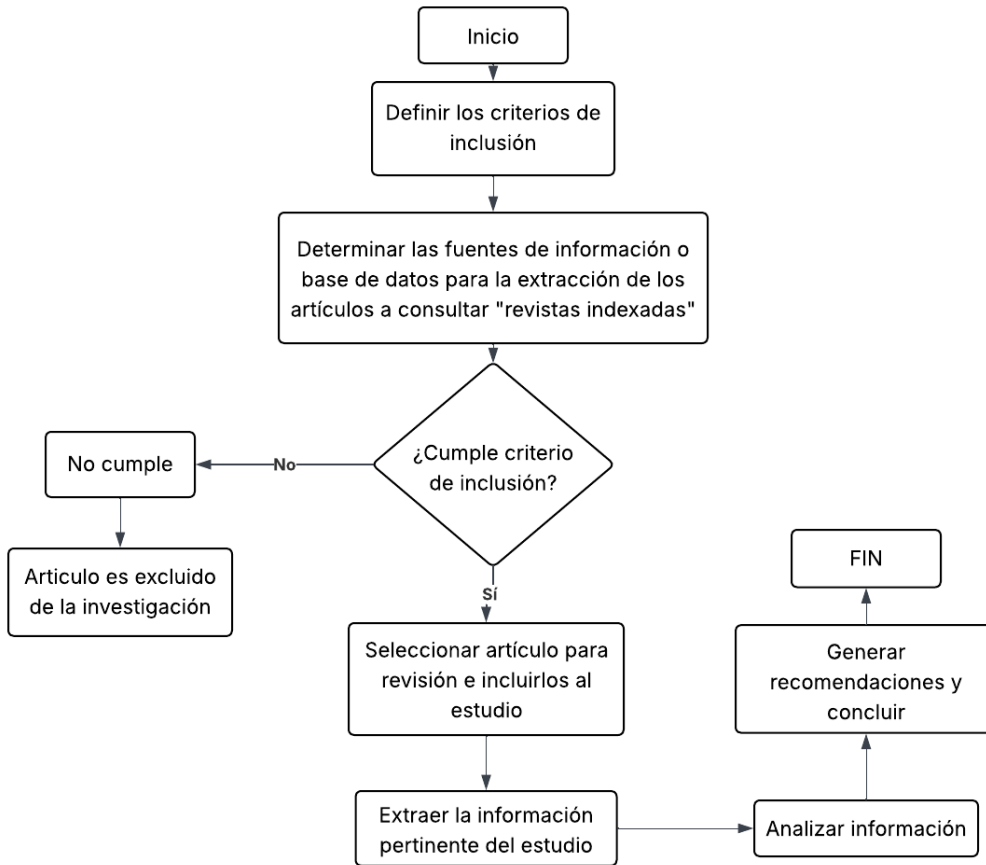 Inicio
Definir los criterios de
inclusión
Determinar las fuentes de información o
base de datos para la extracción de los
artículos a consultar "revistas indexadas"
¿Cumple criterio
de inclusión?
No
No cumple
Articulo es excluido
de la investigación
Sí
Seleccionar artículo para
revisión e incluirlos al
estudio
Extraer la información
pertinente del estudio
Analizar información
Generar
recomendaciones y
concluir
FIN